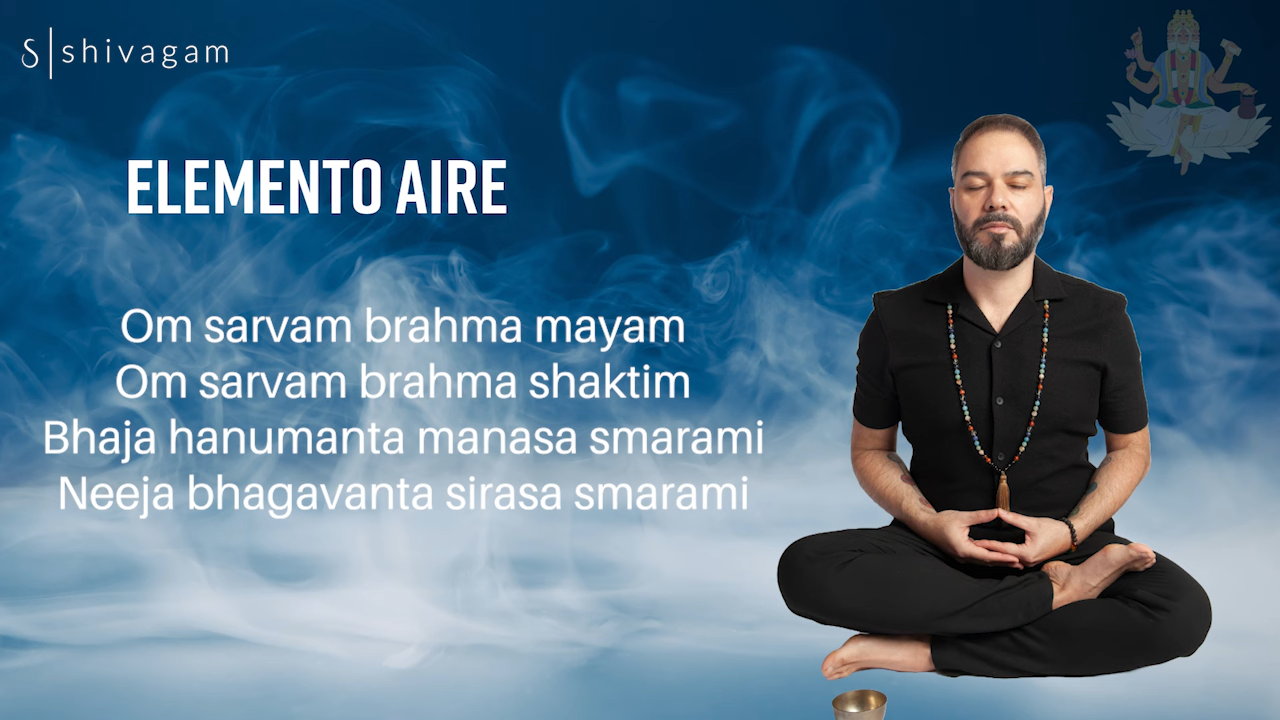 S|shivagam
ELEMENTO AIRE
Om sarvam brahma mayam
Om sarvam brahma shaktim
Bhaja hanumanta manasa smarami
Neeja bhagavanta sirasa smarami